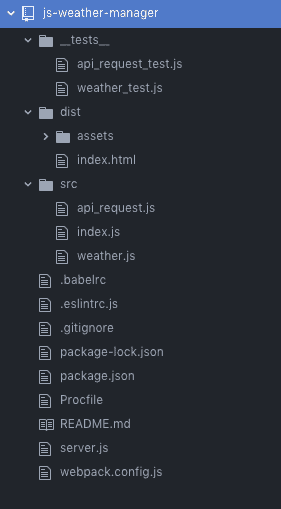 js-weather-manager
__tests__
api_request_test.js
weather_test.js
dist
assets
index.html
src
api_request.js
index.js
weather.js
.babelrc
.eslintrc.js
.gitignore
package-lock.json
package.json
Procfile
README.md
server.js
webpack.config.js